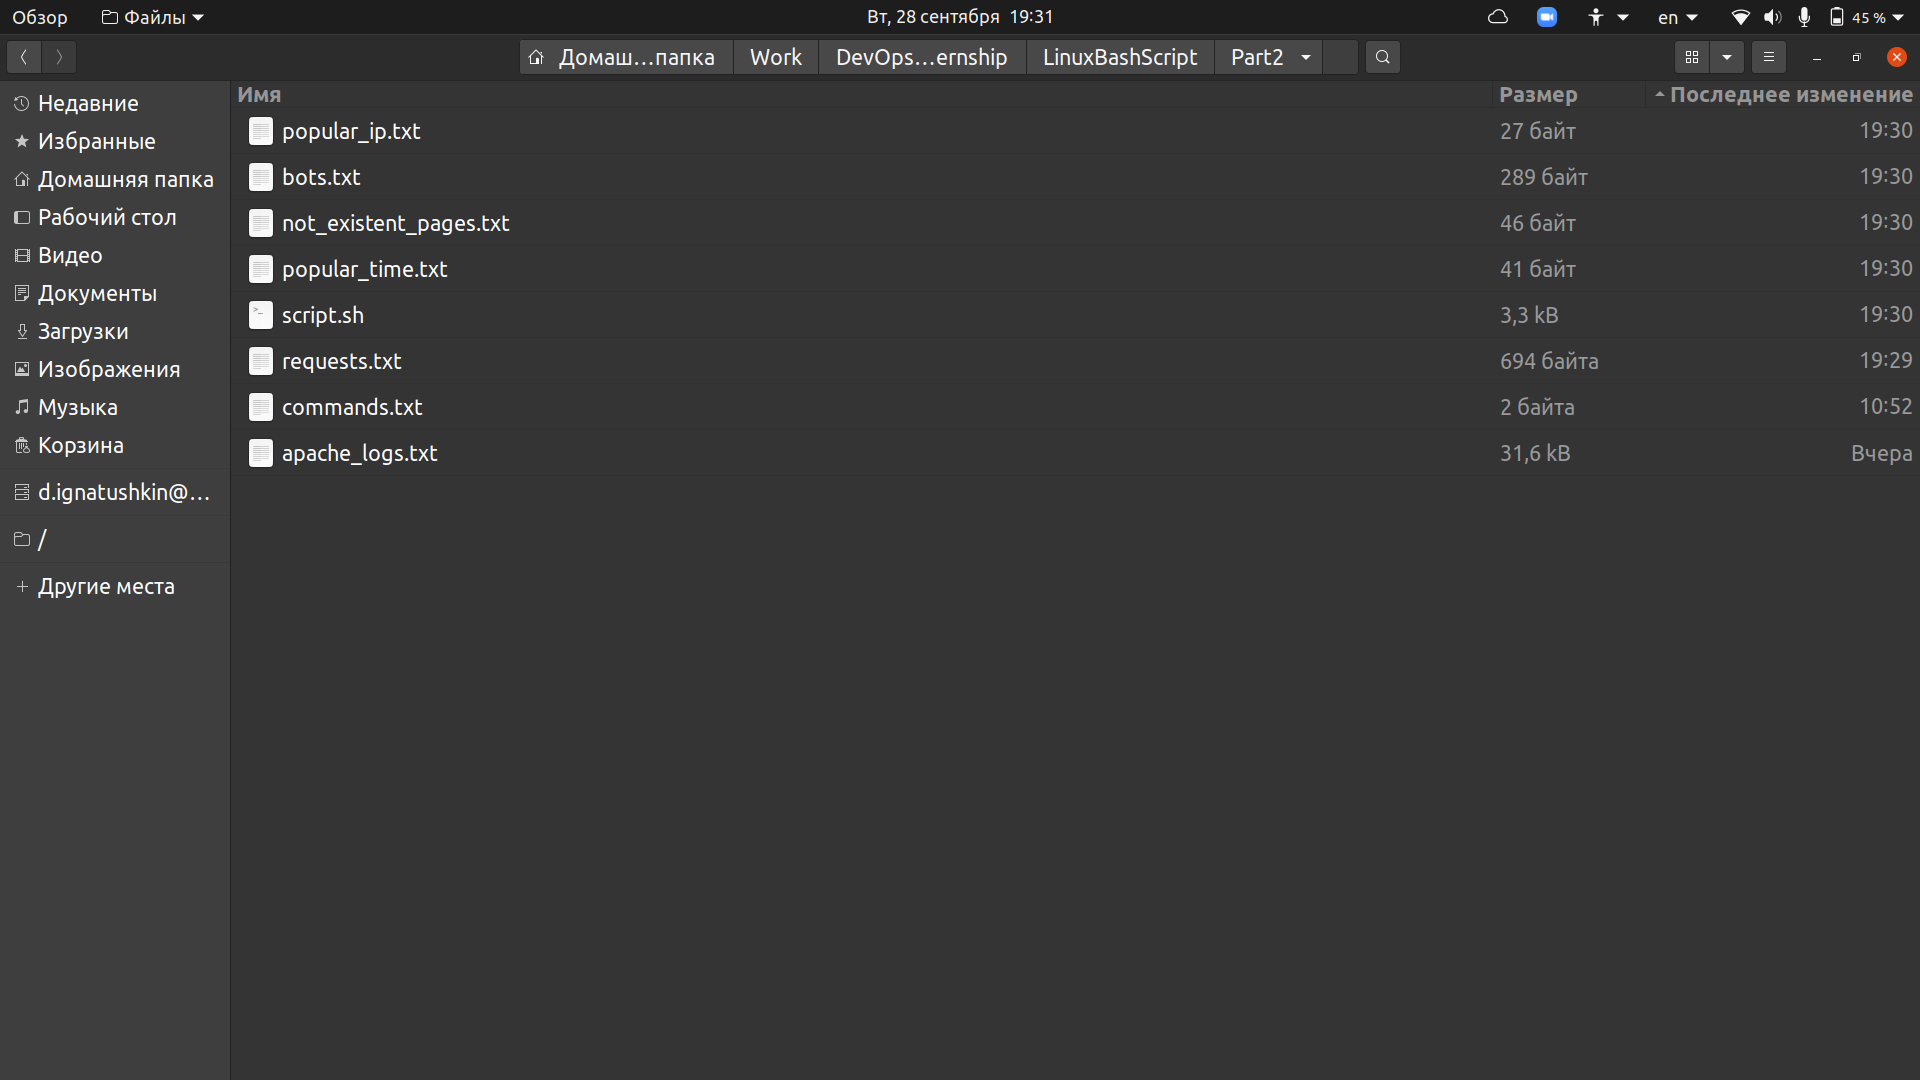 Обзор Файлы Вт, 28 сентября 19:31 en 45 %
Домаш...папка Work DevOps...ernship LinuxBashScript Part2
Недавние
Избранные
Домашняя папка
Рабочий стол
Видео
Документы
Загрузки
Изображения
Музыка
Корзина
d.ignatushkin@...
/
Другие места
Имя Размер Последнее изменение
popular_ip.txt 27 байт 19:30
bots.txt 289 байт 19:30
not_existent_pages.txt 46 байт 19:30
popular_time.txt 41 байт 19:30
script.sh 3,3 kB 19:30
requests.txt 694 байта 19:29
commands.txt 2 байта 10:52
apache_logs.txt 31,6 kB Вчера